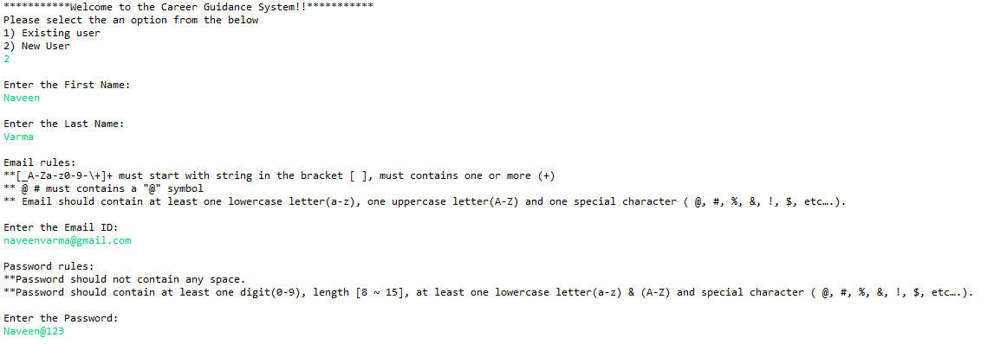 ***********Welcome to the Career Guidance System!!***********
Please select the an option from the below
1) Existing user
2) New User
2
Enter the First Name:
Naveen
Enter the Last Name:
Varma
Email rules:
**[_A-Za-z0-9-\+]+ must start with string in the bracket [ ], must contains one or more (+)
** @ # must contains a "@" symbol
** Email should contain at least one lowercase letter(a-z), one uppercase letter(A-Z) and one special character ( @, #, %, &, !, $, etc….).
Enter the Email ID:
naveenvarma@gmail.com
Password rules:
**Password should not contain any space.
**Password should contain at least one digit(0-9), length [8 ~ 15], at least one lowercase letter(a-z) & (A-Z) and special character ( @, #, %, &, !, $, etc….).
Enter the Password:
Naveen@123